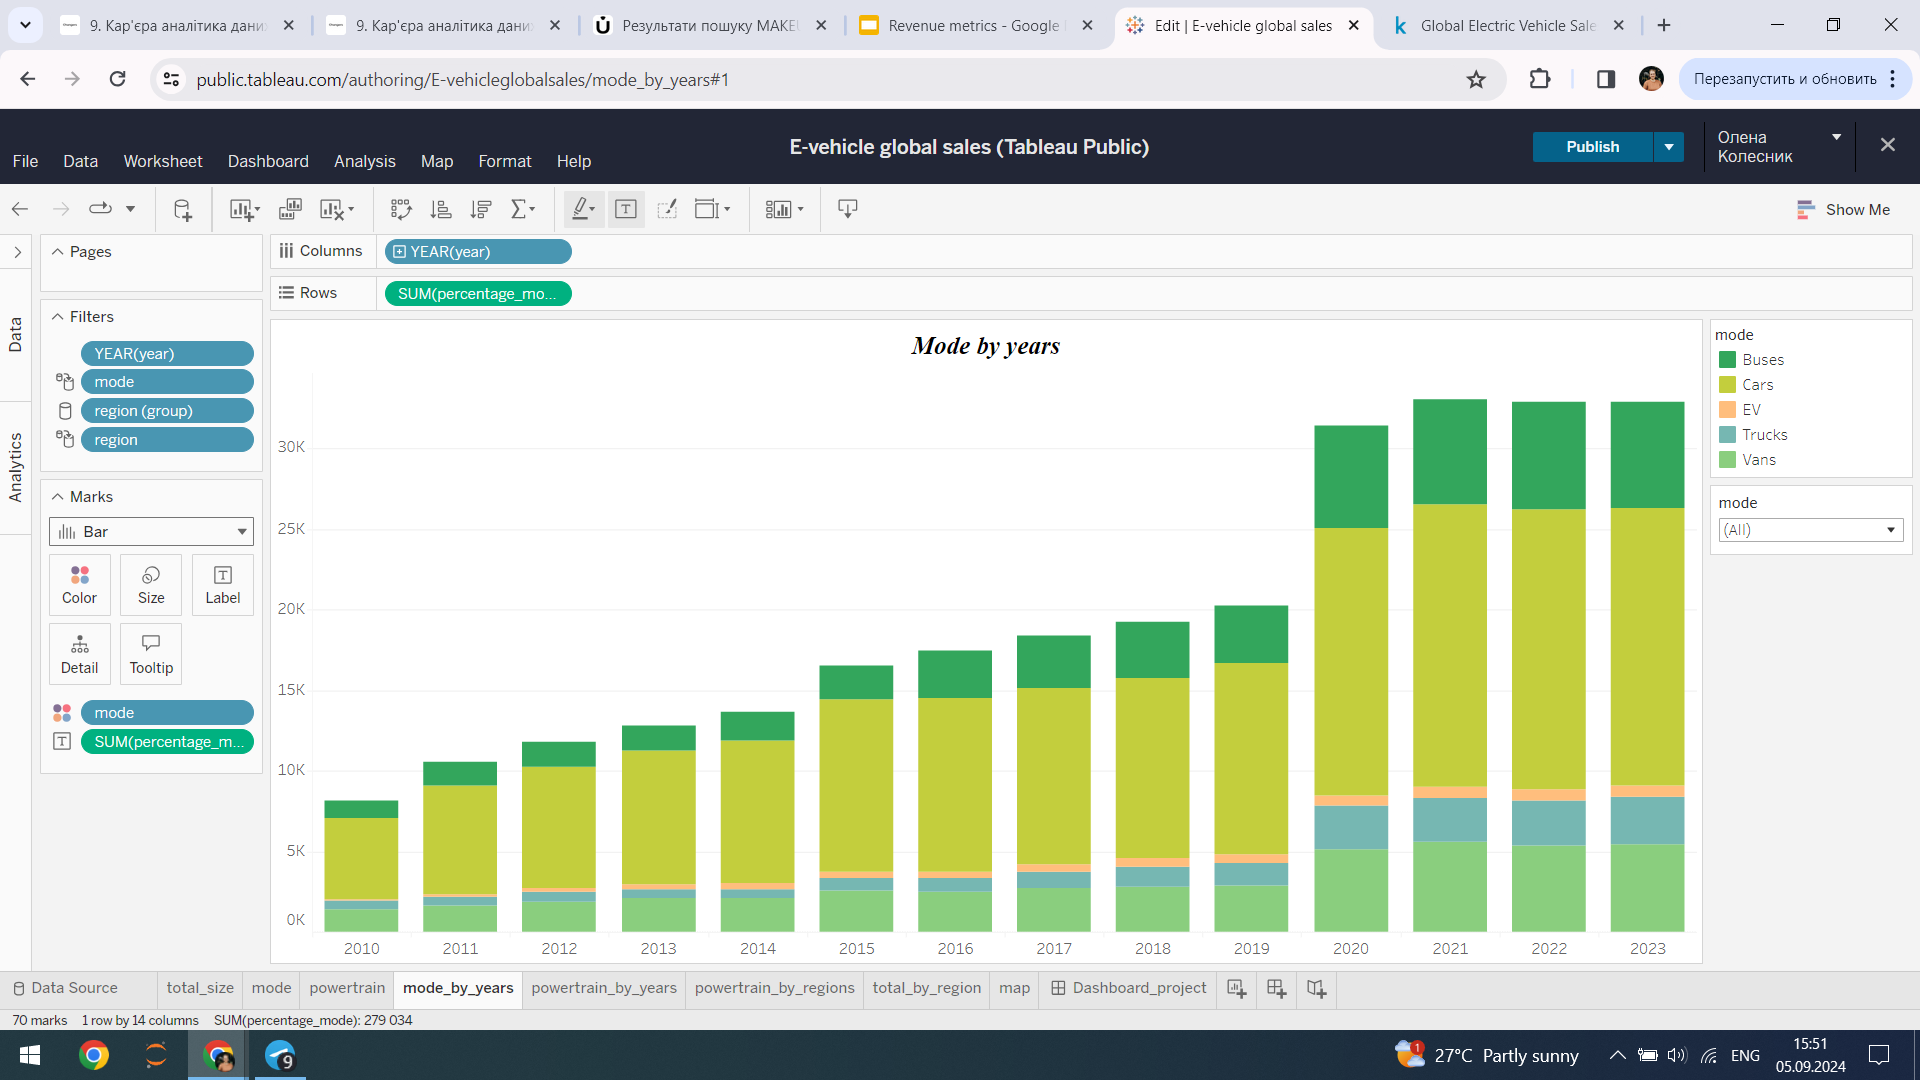 9. Кар'єра аналітика дани
9. Кар'єра аналітика дани
Результати пошуку MAKEU
Revenue metrics - Google
Edit | E-vehicle global sales
Global Electric Vehicle Sale
public.tableau.com/authoring/E-vehicleglobalsales/mode_by_years#1
Перезапустить и обновить
E-vehicle global sales (Tableau Public)
Publish
Олена
Колесник
File Data Worksheet Dashboard Analysis Map Format Help
Show Me
Pages
Columns
YEAR(year)
Rows
SUM(percentage_mo...
Data
Analytics
Filters
YEAR(year)
mode
region (group)
region
Marks
Bar
Color Size Label
Detail Tooltip
mode
SUM(percentage_m...
Mode by years
30K
25K
20K
15K
10K
5K
0K
2010 2011 2012 2013 2014 2015 2016 2017 2018 2019 2020 2021 2022 2023
mode
Buses
Cars
EV
Trucks
Vans
mode
(All)
Data Source total_size mode powertrain mode_by_years powertrain_by_years powertrain_by_regions total_by_region map Dashboard_project
70 marks 1 row by 14 columns SUM(percentage_mode): 279 034
9
1
27°C Partly sunny
ENG
15:51
05.09.2024